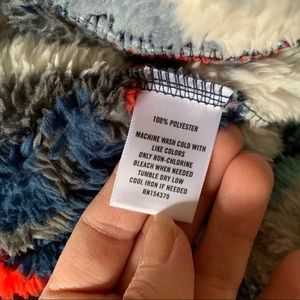 100% POLYESTER
MACHINE WASH COLD WITH
LIKE COLORS
ONLY NON-CHLORINE
BLEACH WHEN NEEDED
TUMBLE DRY LOW
COOL IRON IF NEEDED
RN154379